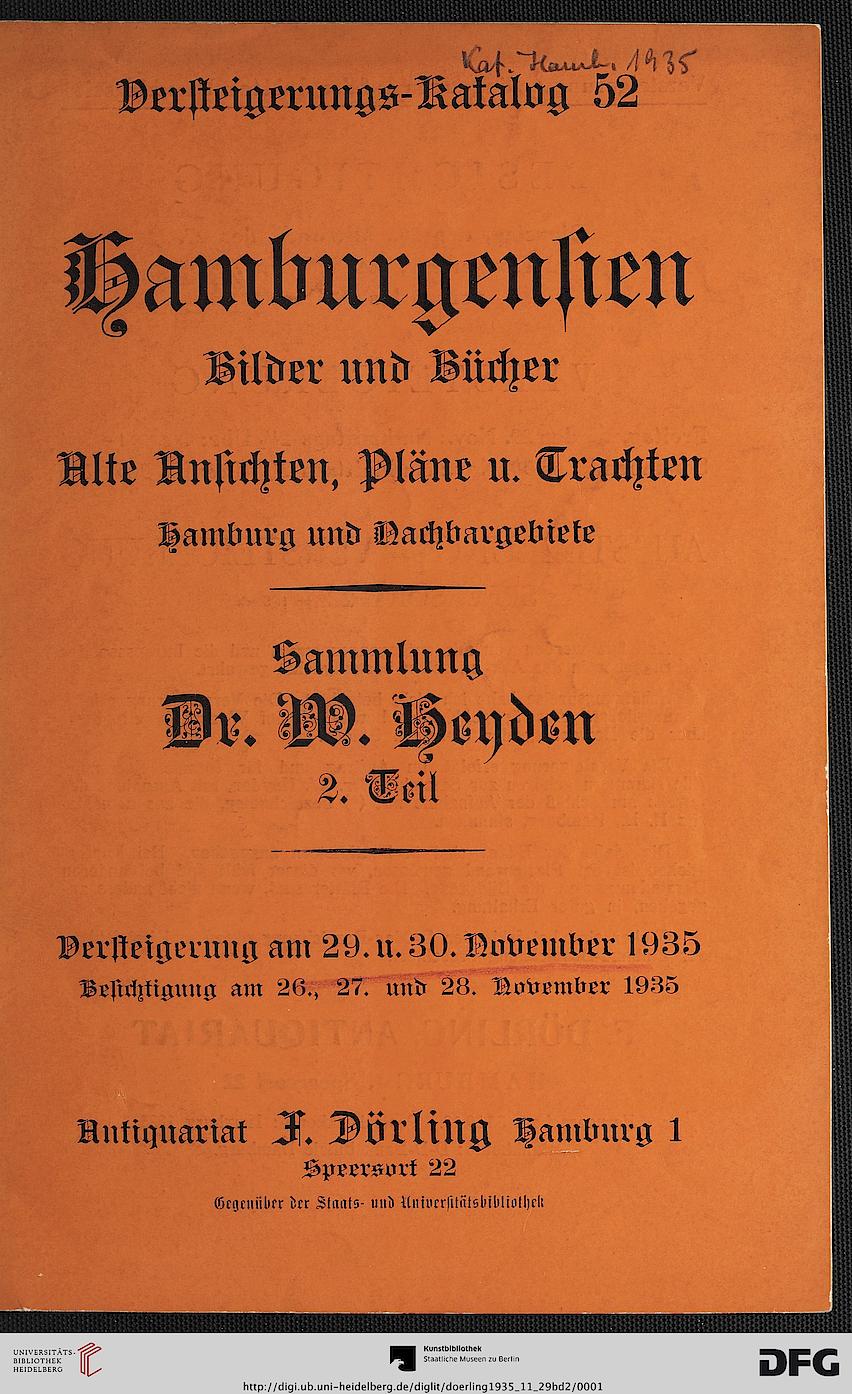 Kat. Hamb. 1935
Versteigerungs-Katalog 52
Hamburgensien
Bilder und Bücher
Alte Ansichten, Pläne u. Trachten
Hamburg und Nachbargebiete
Sammlung
Dr. W. Heyden
2. Teil
Versteigerung am 29. u. 30. November 1935
Besichtigung am 26., 27. und 28. November 1935
Antiquariat F. Dörling Hamburg 1
Speersort 22
Gegenüber der Staats- und Universitätsbibliothek
UNIVERSITÄTS-
BIBLIOTHEK
HEIDELBERG
Kunstbibliothek
Staatliche Museen zu Berlin
DFG
http://digi.ub.uni-heidelberg.de/diglit/doerling1935_11_29bd2/0001